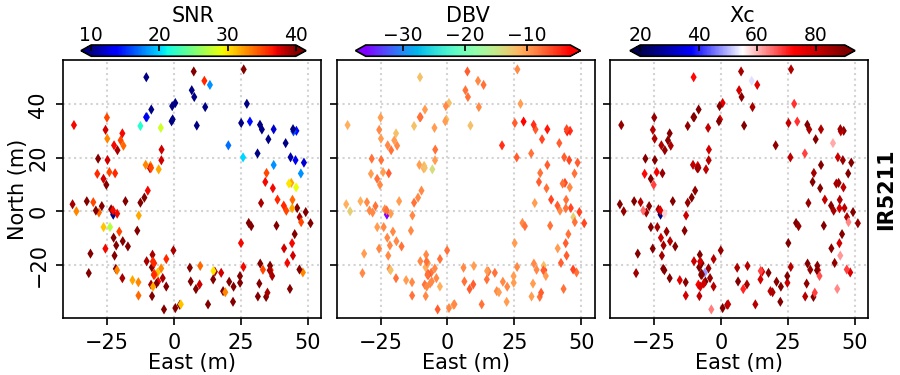 SNR DBV Xc
10 20 30 40 −30 −20 −10 20 40 60 80
North (m)
40
20
0
−20
IR5211
−25 0 25 50 −25 0 25 50 −25 0 25 50
East (m) East (m) East (m)